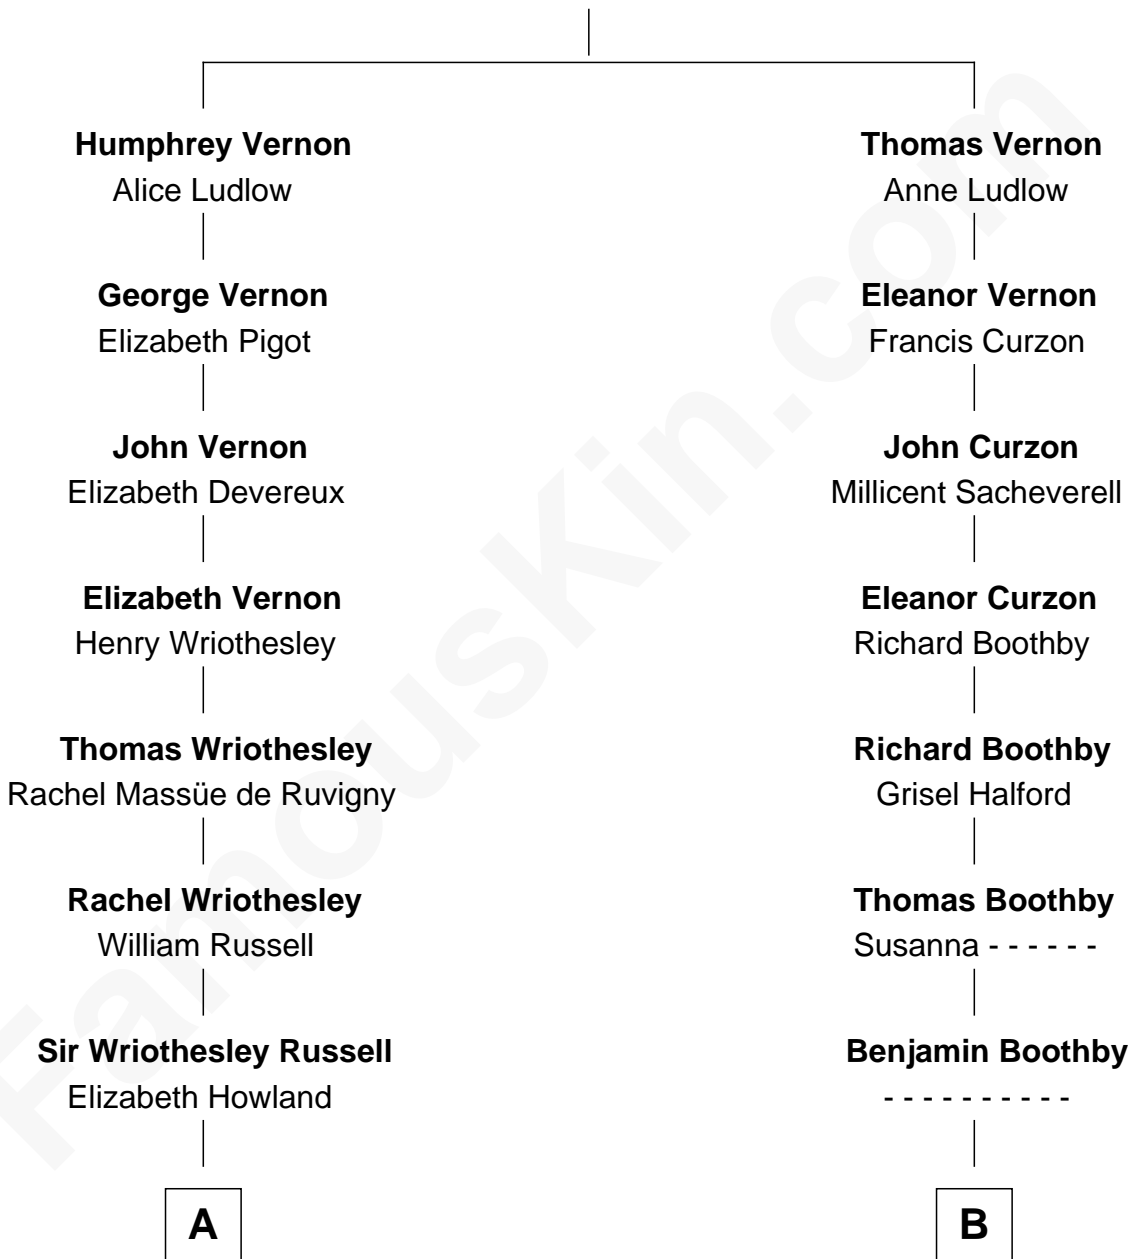 Humphrey Vernon
Alice Ludlow
George Vernon
Elizabeth Pigot
John Vernon
Elizabeth Devereux
Elizabeth Vernon
Henry Wriothesley
Thomas Wriothesley
Rachel Massüe de Ruvigny
Rachel Wriothesley
William Russell
Sir Wriothesley Russell
Elizabeth Howland
A
Thomas Vernon
Anne Ludlow
Eleanor Vernon
Francis Curzon
John Curzon
Millicent Sacheverell
Eleanor Curzon
Richard Boothby
Richard Boothby
Grisel Halford
Thomas Boothby
Susanna - - - - - -
Benjamin Boothby
- - - - - - - - - -
B
FamousKin.com